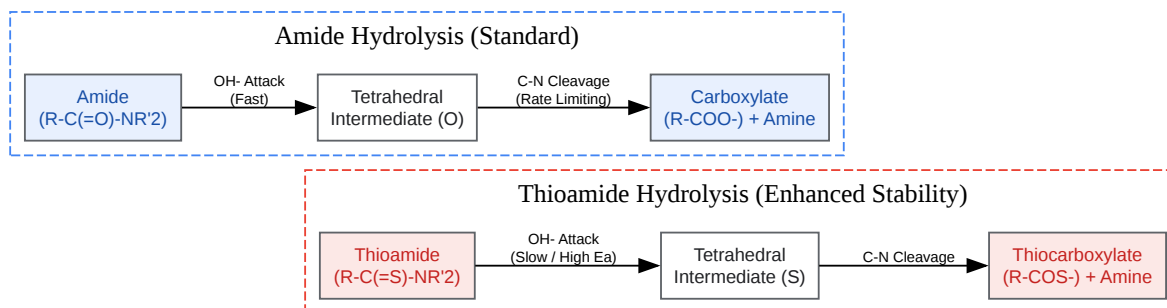 Amide Hydrolysis (Standard)
Amide
(R-C(=O)-NR'2)
OH- Attack
(Fast)
Tetrahedral
Intermediate (O)
C-N Cleavage
(Rate Limiting)
Carboxylate
(R-COO-) + Amine
Thioamide Hydrolysis (Enhanced Stability)
Thioamide
(R-C(=S)-NR'2)
OH- Attack
(Slow / High Ea)
Tetrahedral
Intermediate (S)
C-N Cleavage
Thiocarboxylate
(R-COS-) + Amine